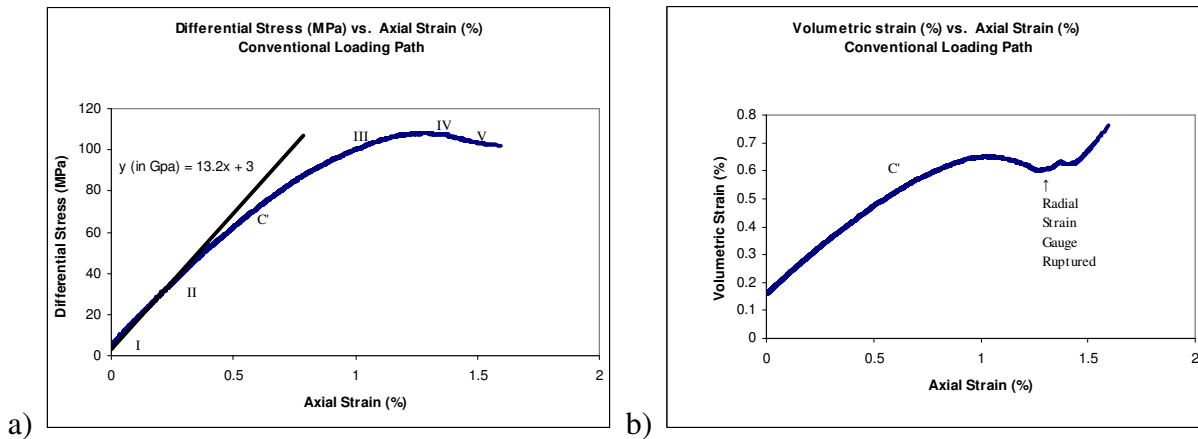 Differential Stress (MPa) vs. Axial Strain (%)
Conventional Loading Path
Differential Stress (MPa)
120
100
80
60
40
20
0
y (in Gpa) = 13.2x + 3
I
II
C'
III
IV
V
0
0.5
1
1.5
2
Axial Strain (%)
a)
Volumetric strain (%) vs. Axial Strain (%)
Conventional Loading Path
Volumetric Strain (%)
0.8
0.7
0.6
0.5
0.4
0.3
0.2
0.1
0
C'
↑
Radial
Strain
Gauge
Ruptured
0
0.5
1
1.5
2
Axial Strain (%)
b)